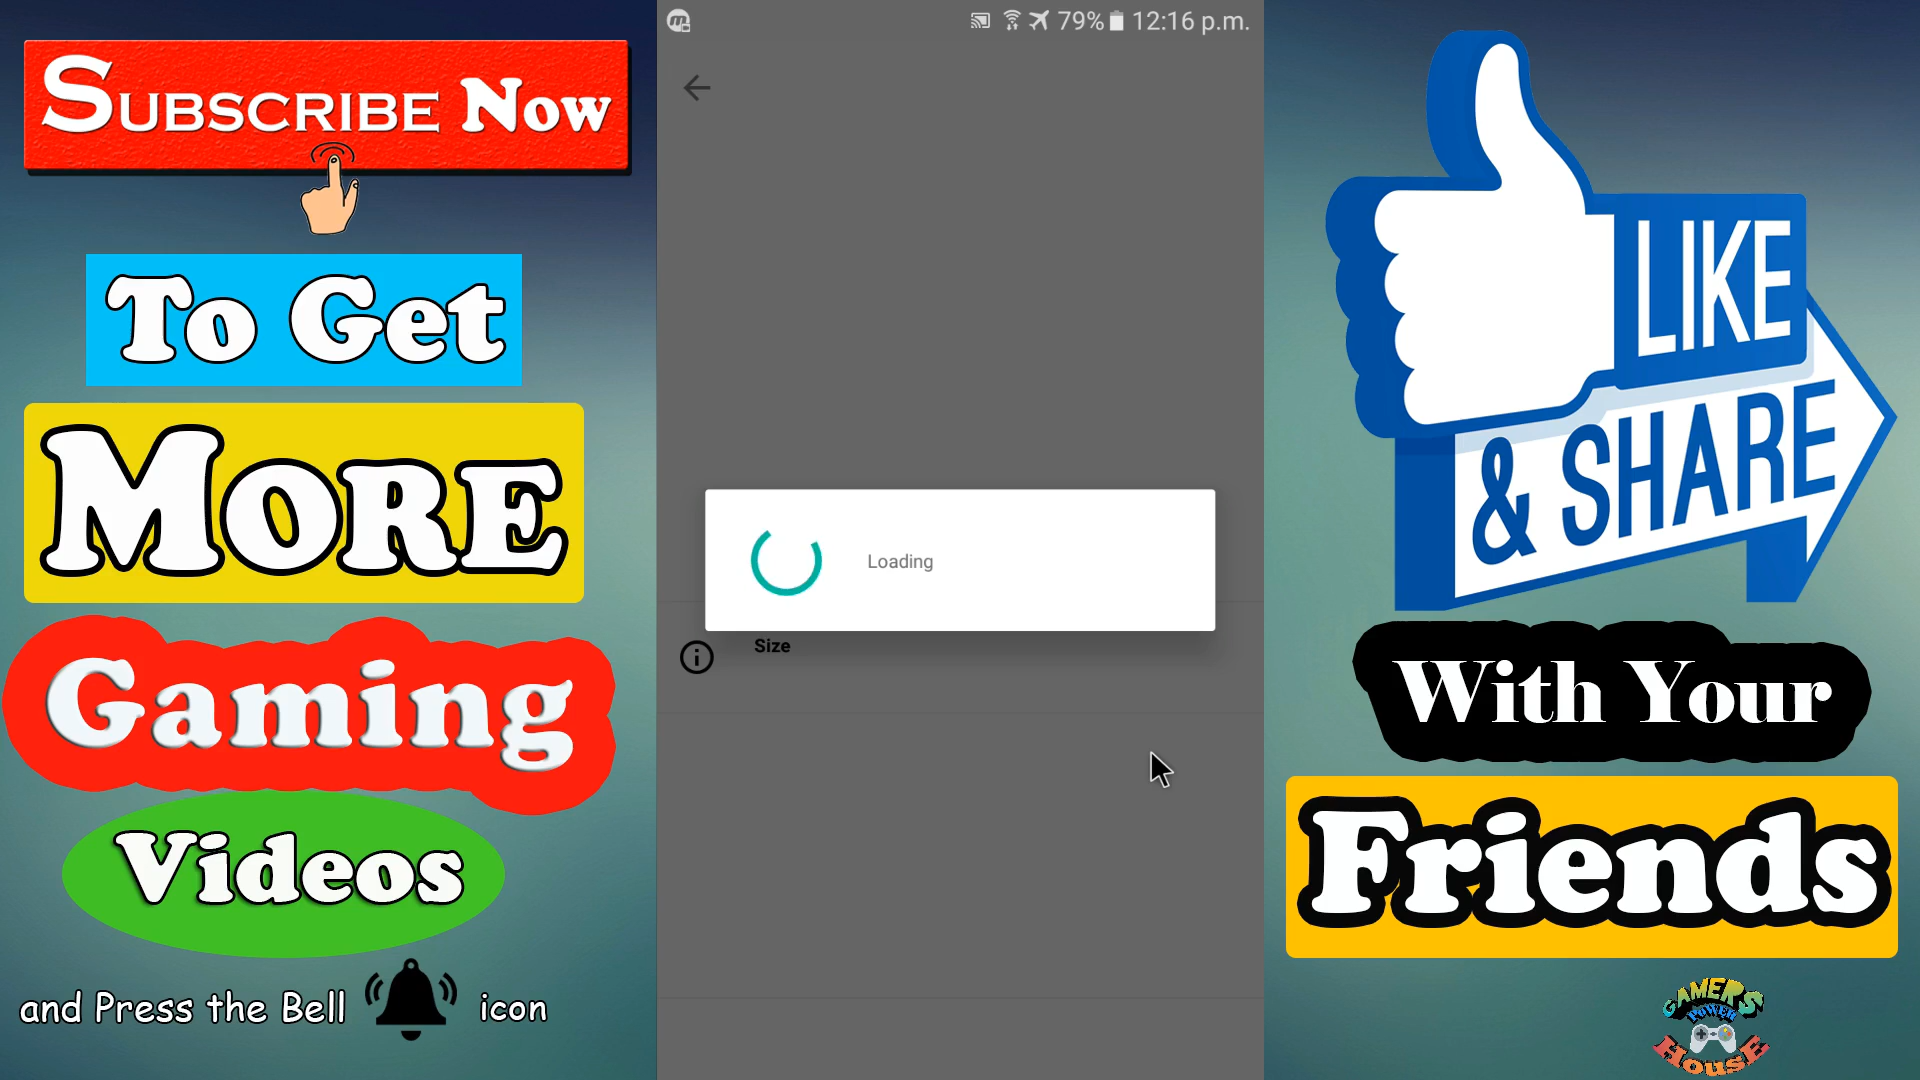 SUBSCRIBE Now
To Get
MORE
Gaming
Videos
and Press the Bell icon
79% 12:16 p.m.
Loading
Size
LIKE
& SHARE
With Your
Friends
GAMERS
POWER
HOUSE